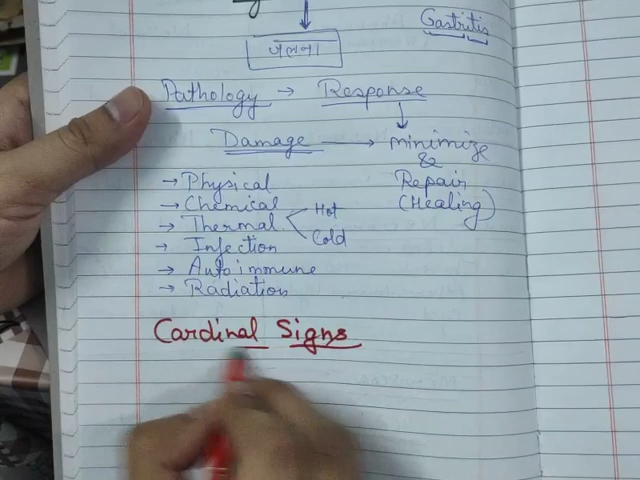 Gastritis
जलना
Pathology → Response
Damage → minimize
&
→ Physical Repair
→ Chemical (Healing)
→ Thermal Hot
Cold
→ Infection
→ Autoimmune
→ Radiation
Cardinal Signs